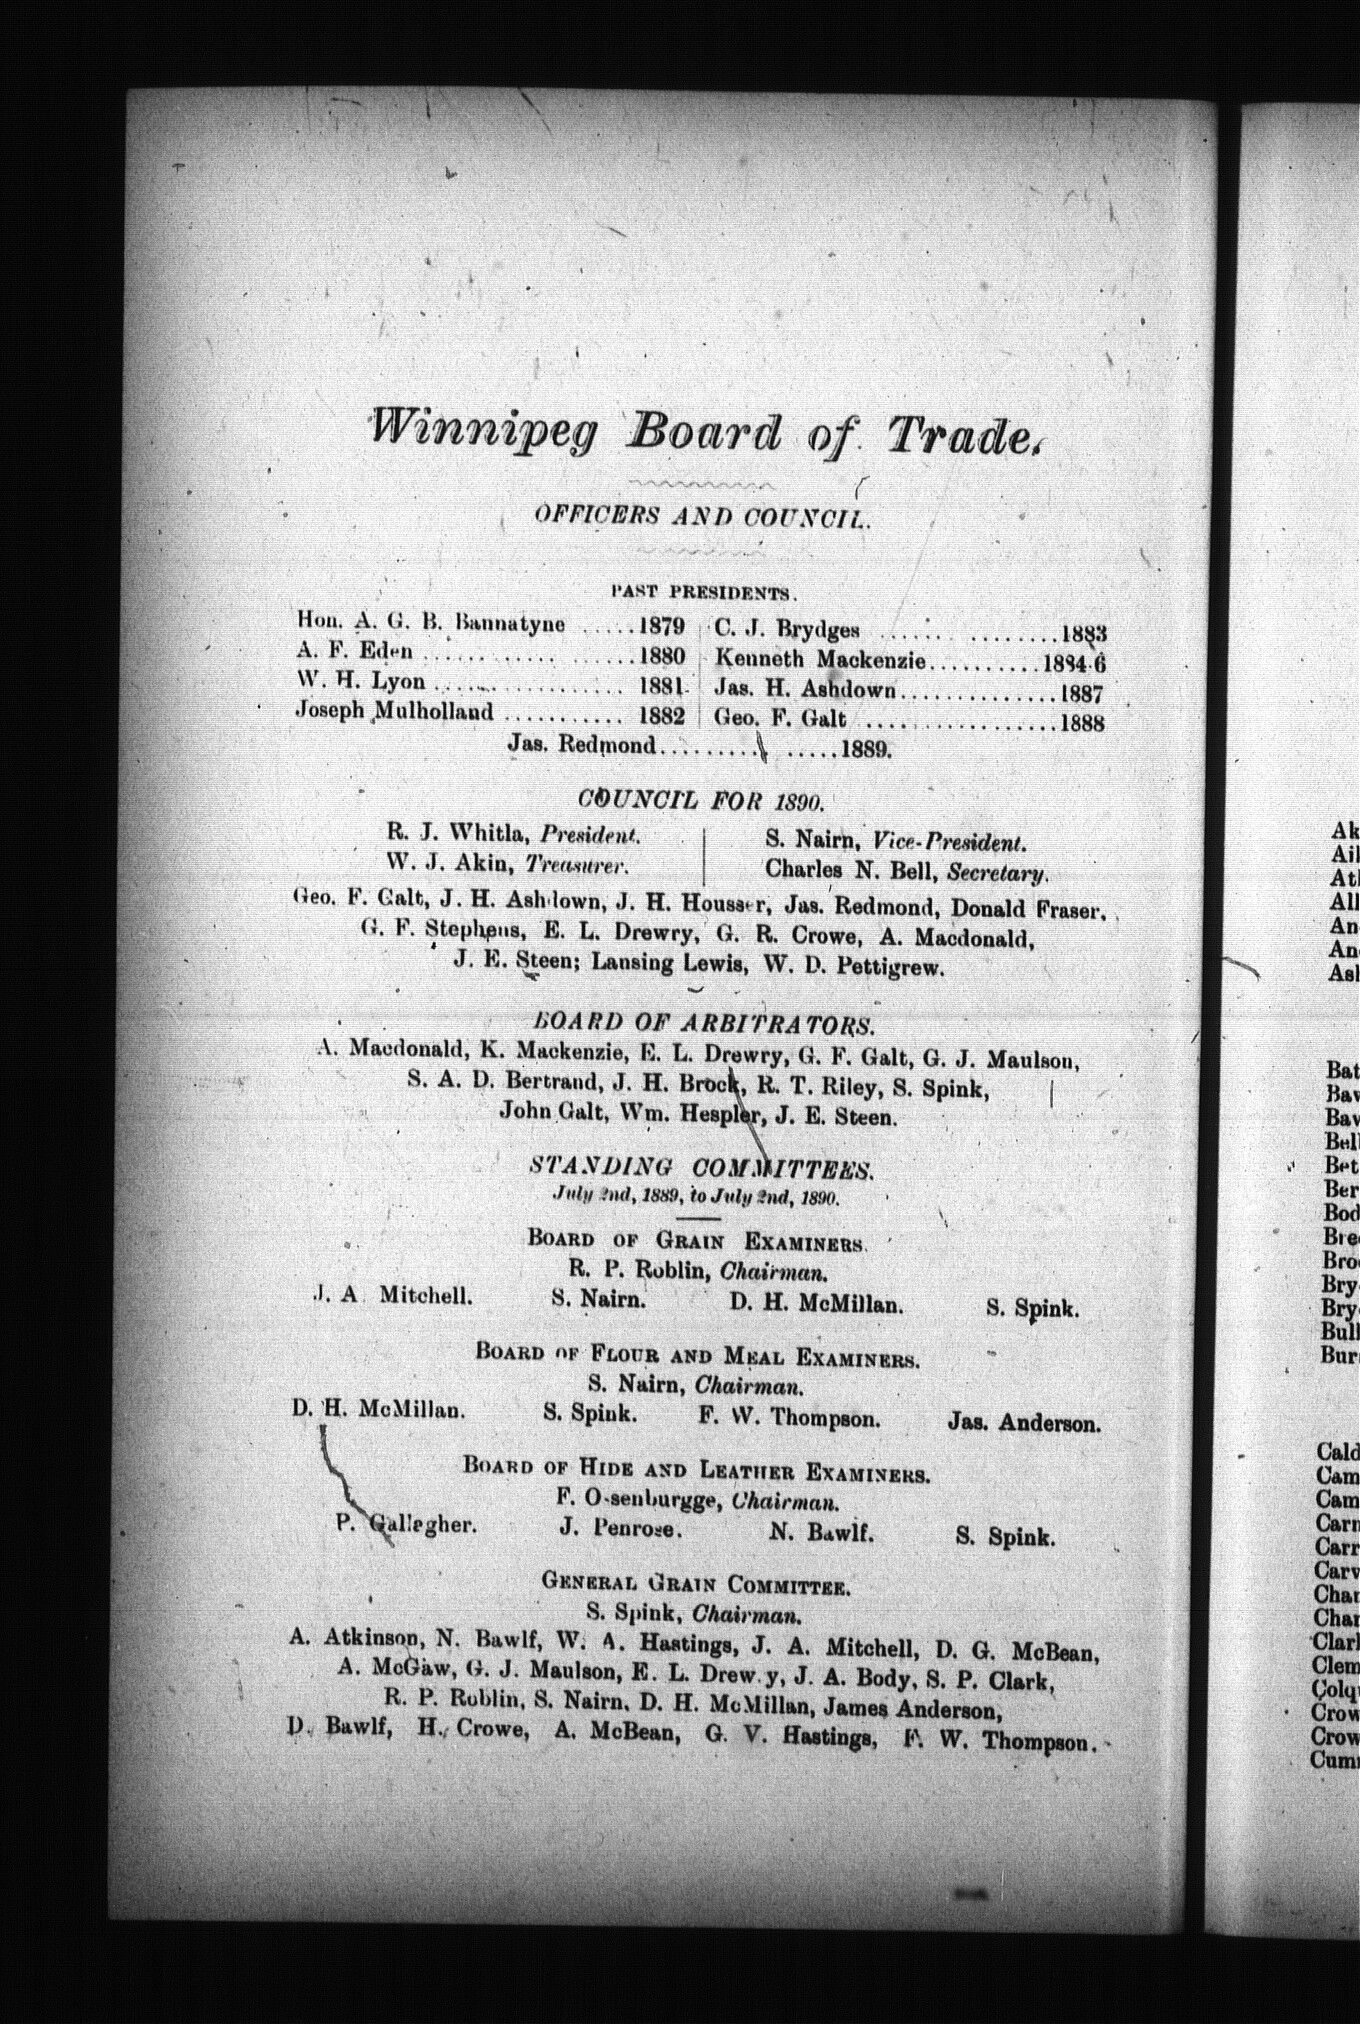 Winnipeg Board of Trade.
OFFICERS AND COUNCIL.
PAST PRESIDENTS.
Hon. A. G. B. Bannatyne ......1879
A. F. Eden ....................1880
W. H. Lyon ....................1881
Joseph Mulholland ........... 1882
C. J. Brydges ................1883
Kenneth Mackenzie..........1884-6
Jas. H. Ashdown...............1887
Geo. F. Galt ..................1888
Jas. Redmond................1889.
COUNCIL FOR 1890.
R. J. Whitla, President.
W. J. Akin, Treasurer.
S. Nairn, Vice-President.
Charles N. Bell, Secretary.
Geo. F. Galt, J. H. Ashdown, J. H. Housser, Jas. Redmond, Donald Fraser,
G. F. Stephens, E. L. Drewry, G. R. Crowe, A. Macdonald,
J. E. Steen; Lansing Lewis, W. D. Pettigrew.
BOARD OF ARBITRATORS.
A. Macdonald, K. Mackenzie, E. L. Drewry, G. F. Galt, G. J. Maulson,
S. A. D. Bertrand, J. H. Brock, R. T. Riley, S. Spink,
John Galt, Wm. Hespler, J. E. Steen.
STANDING COMMITTEES.
July 2nd, 1889, to July 2nd, 1890.
BOARD OF GRAIN EXAMINERS.
R. P. Roblin, Chairman.
J. A. Mitchell. S. Nairn. D. H. McMillan. S. Spink.
BOARD OF FLOUR AND MEAL EXAMINERS.
S. Nairn, Chairman.
D. H. McMillan. S. Spink. F. W. Thompson. Jas. Anderson.
BOARD OF HIDE AND LEATHER EXAMINERS.
F. Osenburgge, Chairman.
P. Gallegher. J. Penrose. N. Bawlf. S. Spink.
GENERAL GRAIN COMMITTEE.
S. Spink, Chairman.
A. Atkinson, N. Bawlf, W. A. Hastings, J. A. Mitchell, D. G. McBean,
A. McGaw, G. J. Maulson, E. L. Drewry, J. A. Body, S. P. Clark,
R. P. Roblin, S. Nairn, D. H. McMillan, James Anderson,
D. Bawlf, H. Crowe, A. McBean, G. V. Hastings, F. W. Thompson.